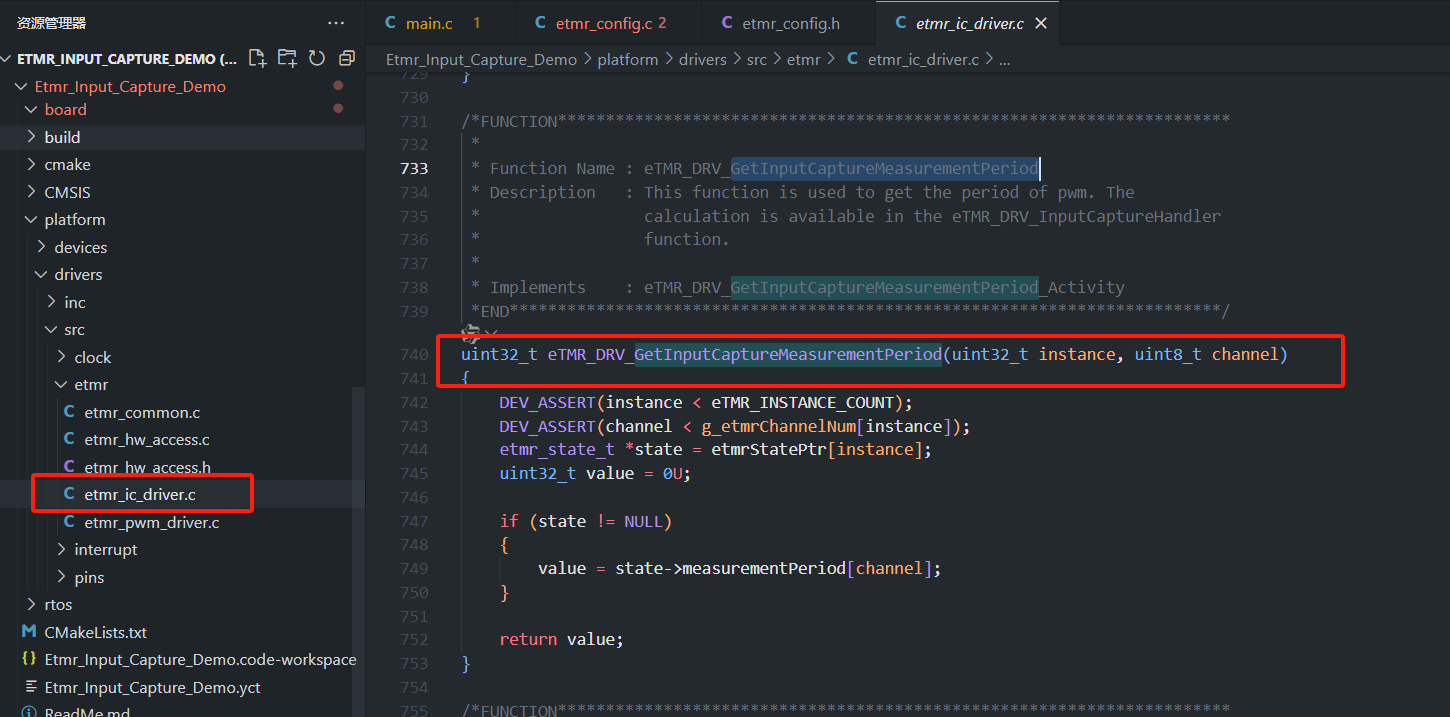 资源管理器
ETMR_INPUT_CAPTURE_DEMO (...
Etmr_Input_Capture_Demo
board
build
cmake
CMSIS
platform
devices
drivers
inc
src
clock
etmr
C etmr_common.c
C etmr_hw_access.c
C etmr_hw_access.h
C etmr_ic_driver.c
C etmr_pwm_driver.c
interrupt
pins
rtos
M CMakeLists.txt
{} Etmr_Input_Capture_Demo.code-workspace
Etmr_Input_Capture_Demo.yct
ReadMe.md
C main.c 1 C etmr_config.c 2 C etmr_config.h C etmr_ic_driver.c
Etmr_Input_Capture_Demo > platform > drivers > src > etmr > C etmr_ic_driver.c > ...
729 }
730
731 /*FUNCTION**********************************************************************
732 *
733 * Function Name : eTMR_DRV_GetInputCaptureMeasurementPeriod
734 * Description : This function is used to get the period of pwm. The
735 * calculation is available in the eTMR_DRV_InputCaptureHandler
736 * function.
737 *
738 * Implements : eTMR_DRV_GetInputCaptureMeasurementPeriod_Activity
739 *END**************************************************************************/
740 uint32_t eTMR_DRV_GetInputCaptureMeasurementPeriod(uint32_t instance, uint8_t channel)
741 {
742 DEV_ASSERT(instance < eTMR_INSTANCE_COUNT);
743 DEV_ASSERT(channel < g_etmrChannelNum[instance]);
744 etmr_state_t *state = etmrStatePtr[instance];
745 uint32_t value = 0U;
746
747 if (state != NULL)
748 {
749 value = state->measurementPeriod[channel];
750 }
751
752 return value;
753 }
754
755 /*FUNCTION**********************************************************************